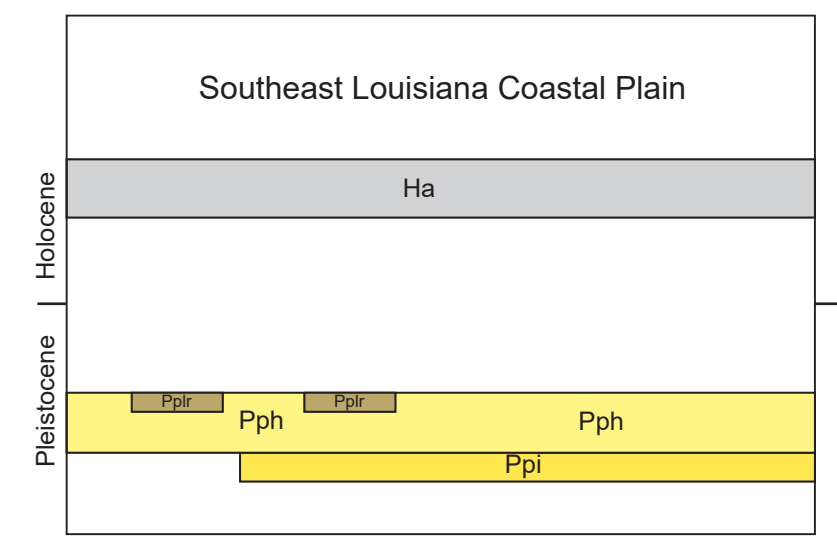 Southeast Louisiana Coastal Plain
Ha
Holocene
Pleistocene
Pplr
Pplr
Pph
Pph
Ppi